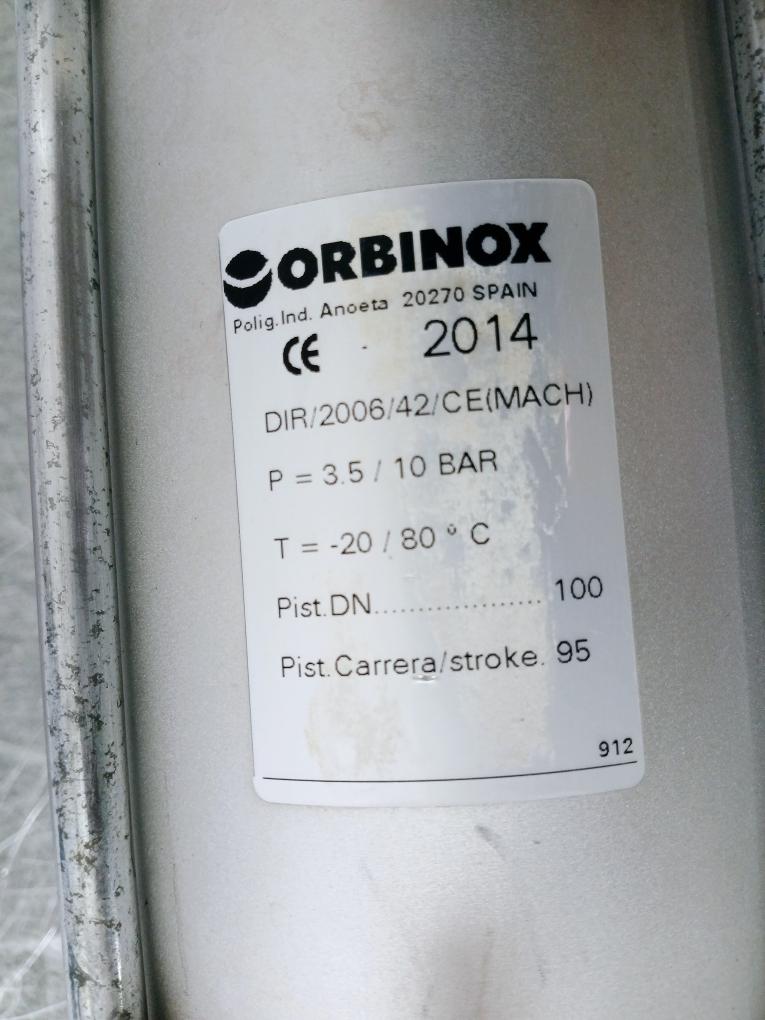 ORBINOX
Polig.Ind. Anoeta 20270 SPAIN
CE - 2014
DIR/2006/42/CE(MACH)
P = 3.5 / 10 BAR
T = -20 / 80 ° C
Pist.DN................... 100
Pist.Carrera/stroke. 95
912